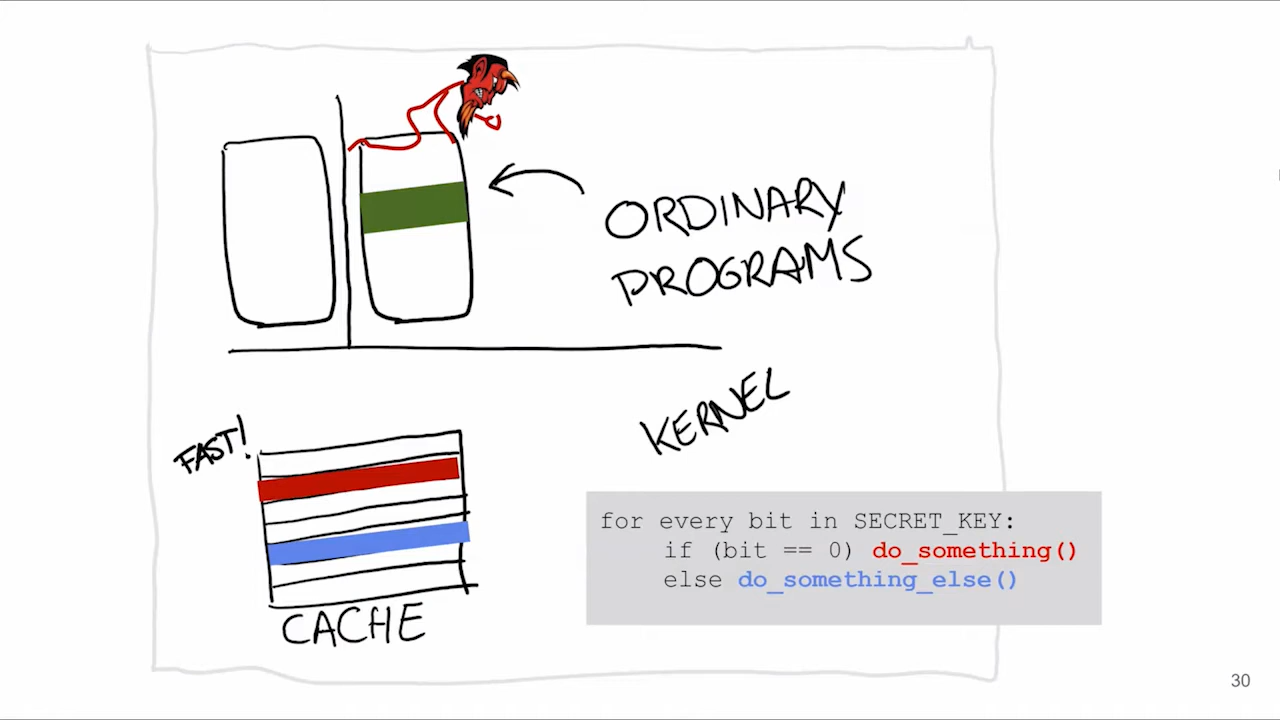 ORDINARY
PROGRAMS
KERNEL
FAST!
CACHE
for every bit in SECRET_KEY:
if (bit == 0) do_something()
else do_something_else()
30